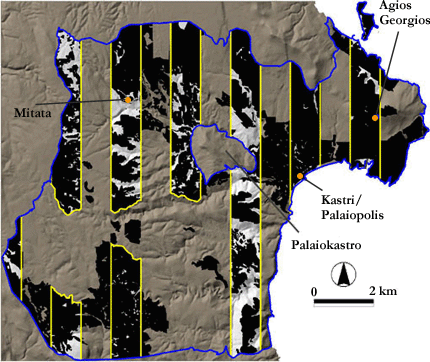 Agios
Georgios
Mitata
Kastri/
Palaiopolis
Palaiokastro
0 2 km